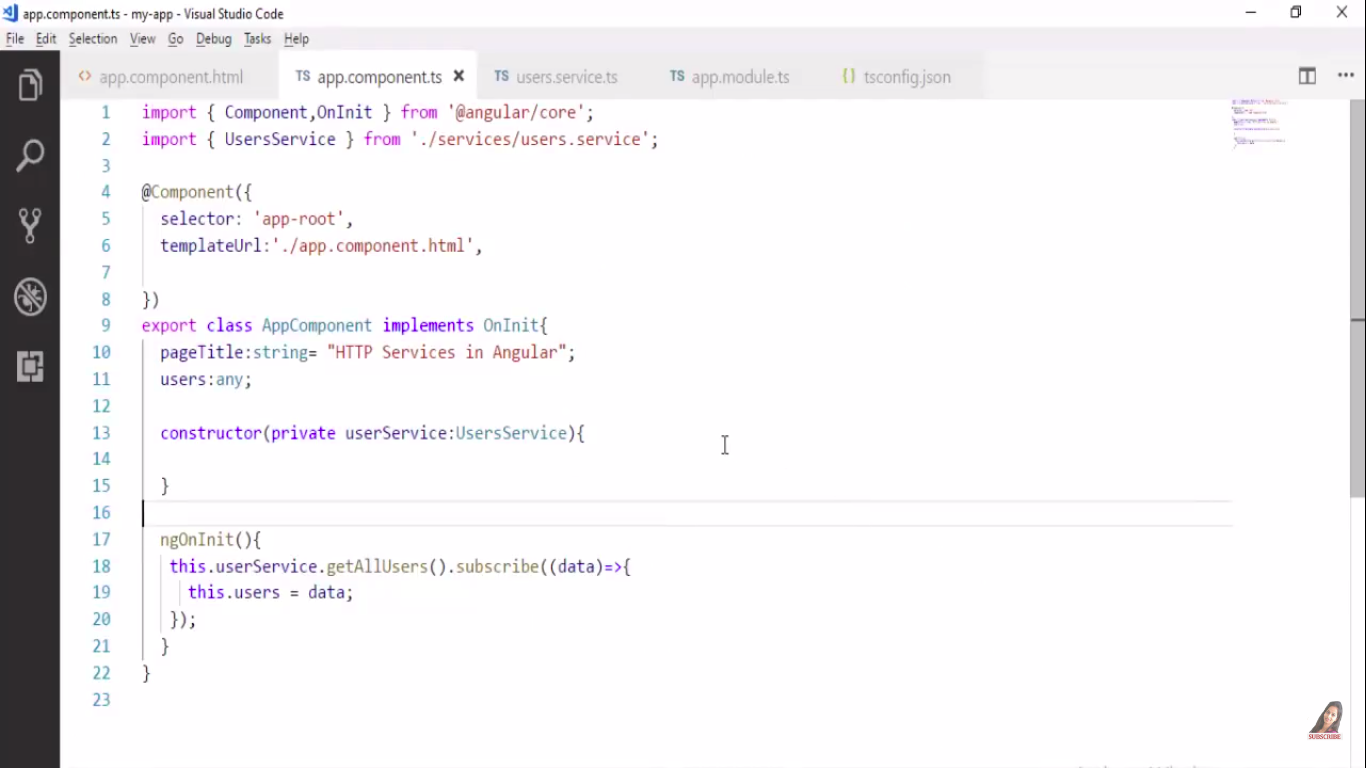 app.component.ts - my-app - Visual Studio Code
File Edit Selection View Go Debug Tasks Help
<> app.component.html TS app.component.ts × TS users.service.ts TS app.module.ts {} tsconfig.json
1 import { Component,OnInit } from '@angular/core';
2 import { UsersService } from './services/users.service';
3
4 @Component({
5 selector: 'app-root',
6 templateUrl:'./app.component.html',
7
8 })
9 export class AppComponent implements OnInit{
10 pageTitle:string= "HTTP Services in Angular";
11 users:any;
12
13 constructor(private userService:UsersService){
14
15 }
16
17 ngOnInit(){
18 this.userService.getAllUsers().subscribe((data)=>{
19 this.users = data;
20 });
21 }
22 }
23
SUBSCRIBE